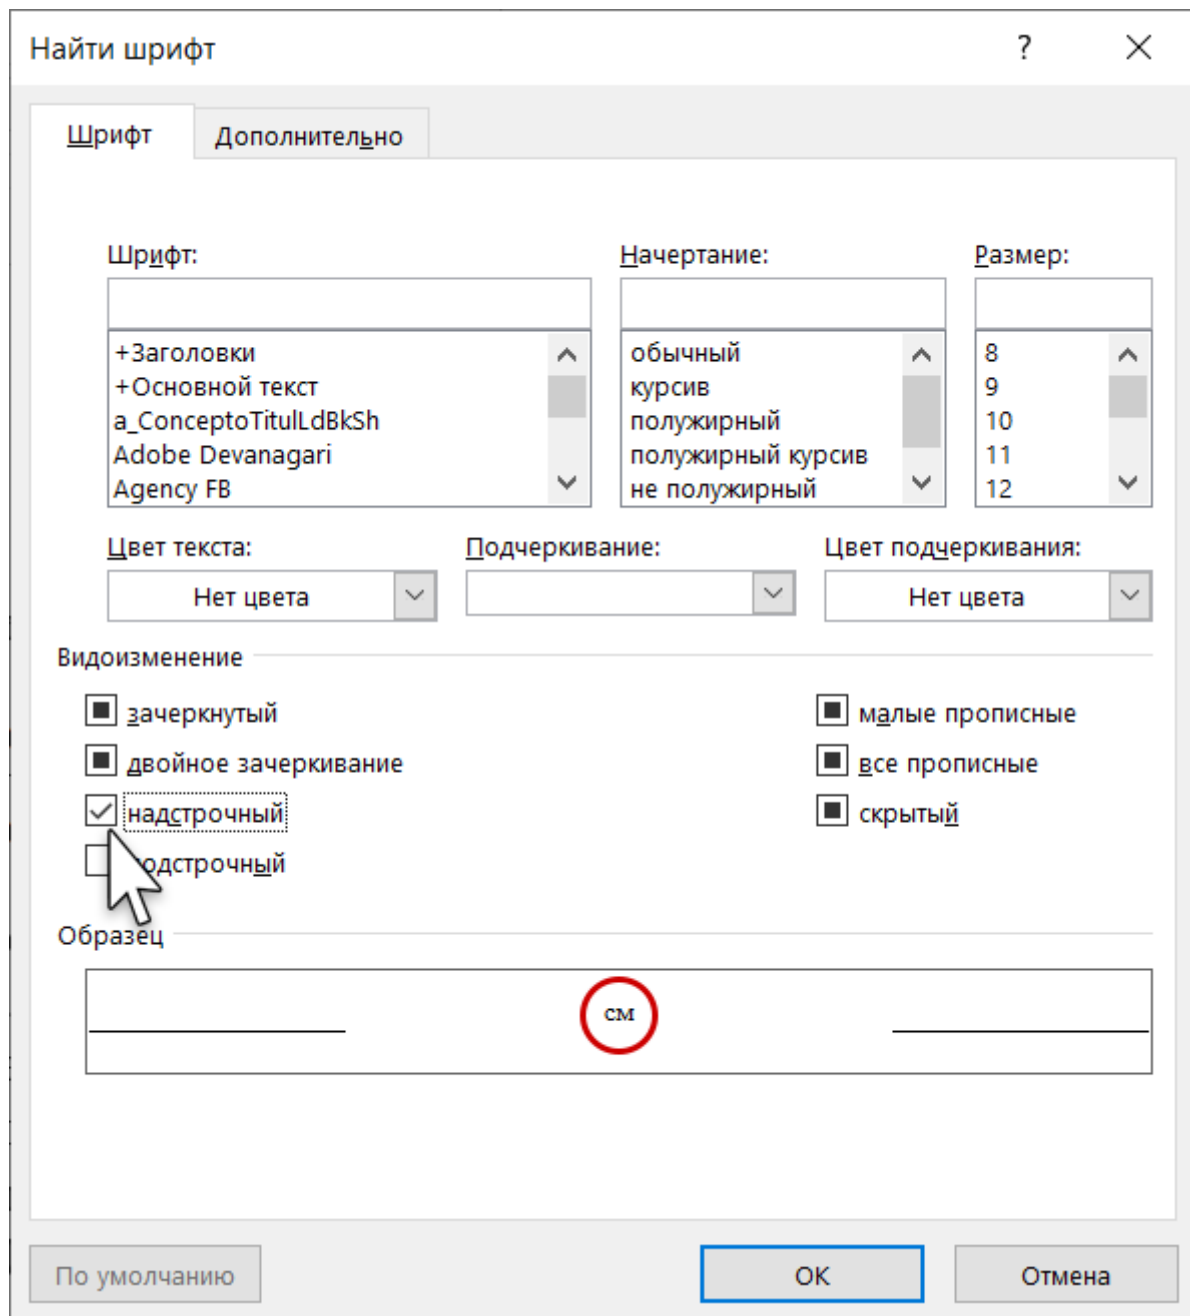 Найти шрифт ?
Шрифт Дополнительно
Шрифт: Начертание: Размер:
+Заголовки обычный 8
+Основной текст курсив 9
a_ConceptoTitulLdBkSh полужирный 10
Adobe Devanagari полужирный курсив 11
Agency FB не полужирный 12
Цвет текста: Подчеркивание: Цвет подчеркивания:
Нет цвета Нет цвета
Видоизменение
зачеркнутый малые прописные
двойное зачеркивание все прописные
надстрочный скрытый
подстрочный
Образец
см
По умолчанию ОК Отмена